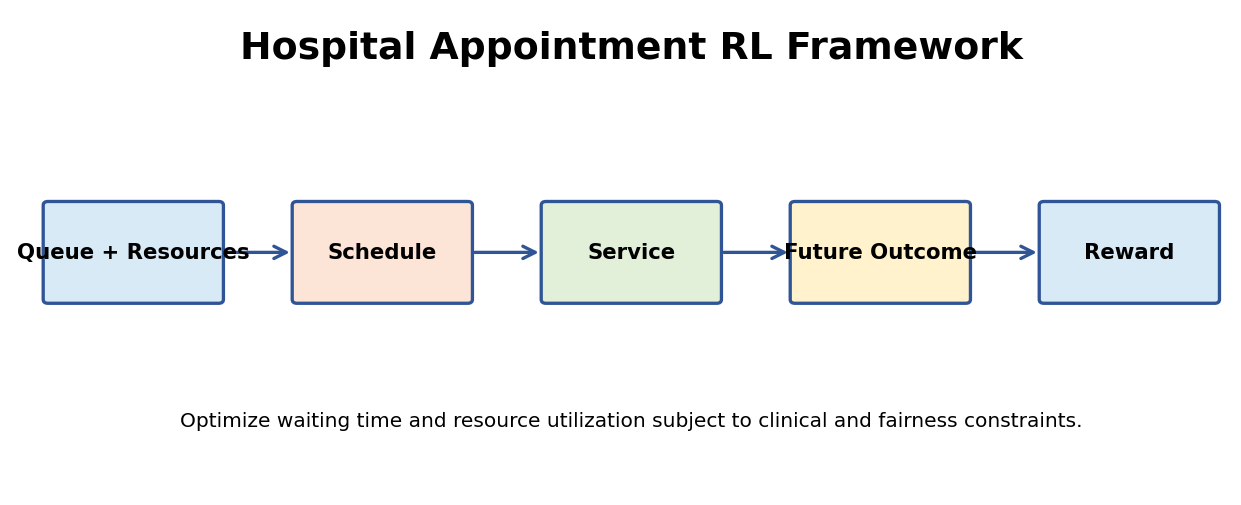 Hospital Appointment RL Framework
Queue + Resources
Schedule
Service
Future Outcome
Reward
Optimize waiting time and resource utilization subject to clinical and fairness constraints.